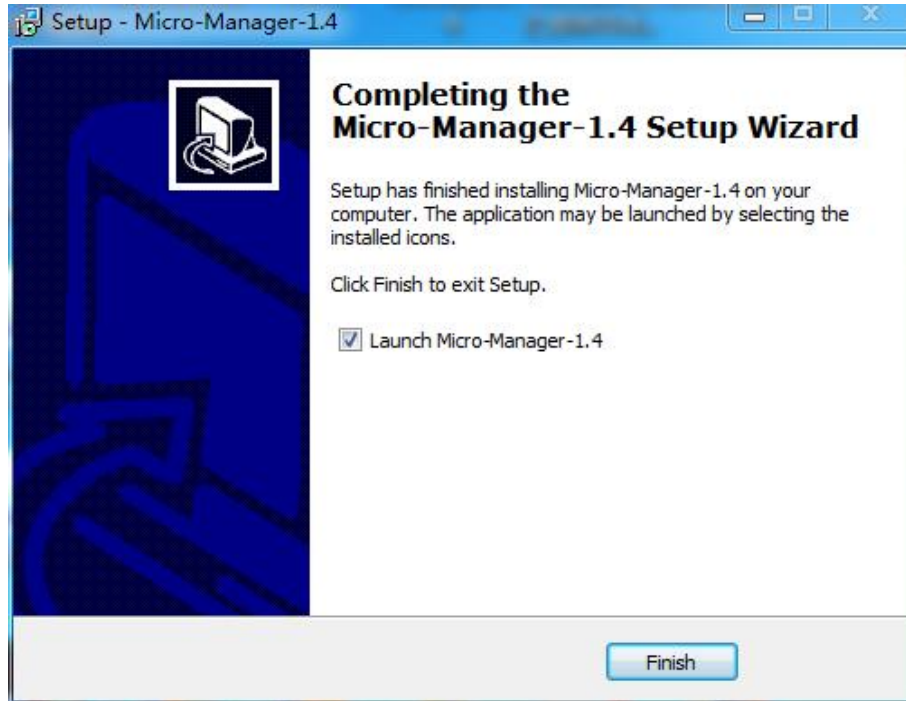 Setup - Micro-Manager-1.4
Completing the
Micro-Manager-1.4 Setup Wizard
Setup has finished installing Micro-Manager-1.4 on your
computer. The application may be launched by selecting the
installed icons.
Click Finish to exit Setup.
Launch Micro-Manager-1.4
Finish